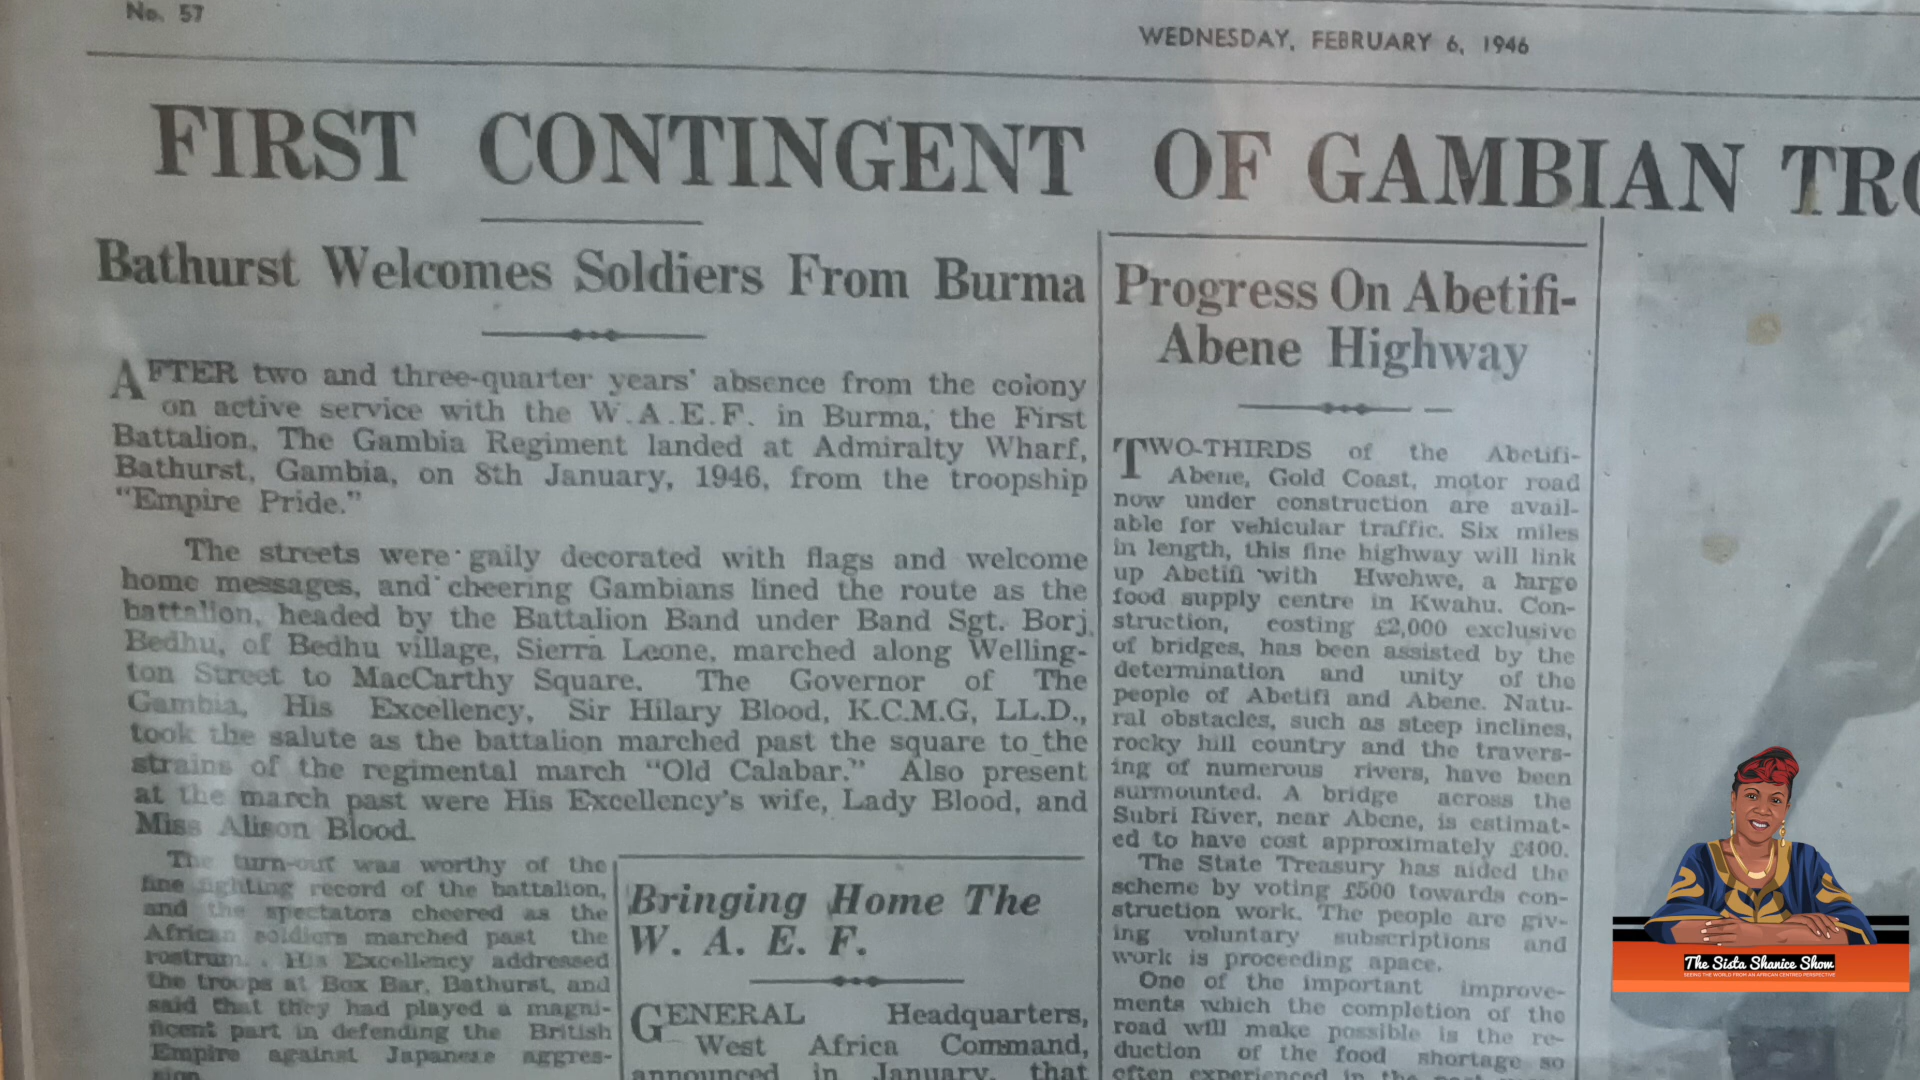 No. 57
WEDNESDAY, FEBRUARY 6, 1946
FIRST CONTINGENT OF GAMBIAN
Bathurst Welcomes Soldiers From Burma
AFTER two and three-quarter years' absence from the colony
on active service with the W.A.E.F. in Burma, the First
Battalion, The Gambia Regiment landed at Admiralty Wharf,
Bathurst, Gambia, on 8th January, 1946, from the troopship
"Empire Pride."
The streets were gaily decorated with flags and welcome
home messages, and cheering Gambians lined the route as the
battalion, headed by the Battalion Band under Band Sgt. Borj
Bedhu, of Bedhu village, Sierra Leone, marched along Welling-
ton Street to MacCarthy Square. The Governor of The
Gambia, His Excellency, Sir Hilary Blood, K.C.M.G, LL.D.,
took the salute as the battalion marched past the square to the
strains of the regimental march "Old Calabar." Also present
at the march past were His Excellency's wife, Lady Blood, and
Miss Alison Blood.
The turn-out was worthy of the
fine fighting record of the battalion,
and the spectators cheered as the
African soldiers marched past the
rostrum. His Excellency addressed
the troops at Box Bar, Bathurst, and
said that they had played a magni-
ficent part in defending the British
Empire against Japanese aggres-
sion.
Bringing Home The
W. A. E. F.
GENERAL Headquarters,
West Africa Command,
announced in January, that
Progress On Abetifi-
Abene Highway
TWO-THIRDS of the Abetifi-
Abene, Gold Coast, motor road
now under construction are avail-
able for vehicular traffic. Six miles
in length, this fine highway will link
up Abetifi with Hwehwe, a large
food supply centre in Kwahu. Con-
struction, costing £2,000 exclusive
of bridges, has been assisted by the
determination and unity of the
people of Abetifi and Abene. Natu-
ral obstacles, such as steep inclines,
rocky hill country and the travers-
ing of numerous rivers, have been
surmounted. A bridge across the
Subri River, near Abene, is estimat-
ed to have cost approximately £400.
The State Treasury has aided the
scheme by voting £500 towards con-
struction work. The people are giv-
ing voluntary subscriptions and
work is proceeding apace.
One of the important improve-
ments which the completion of the
road will make possible is the re-
duction of the food shortage so
often experienced in the
The Sista Shanice Show
SEEING THE WORLD FROM AN AFRICAN CENTRED PERSPECTIVE